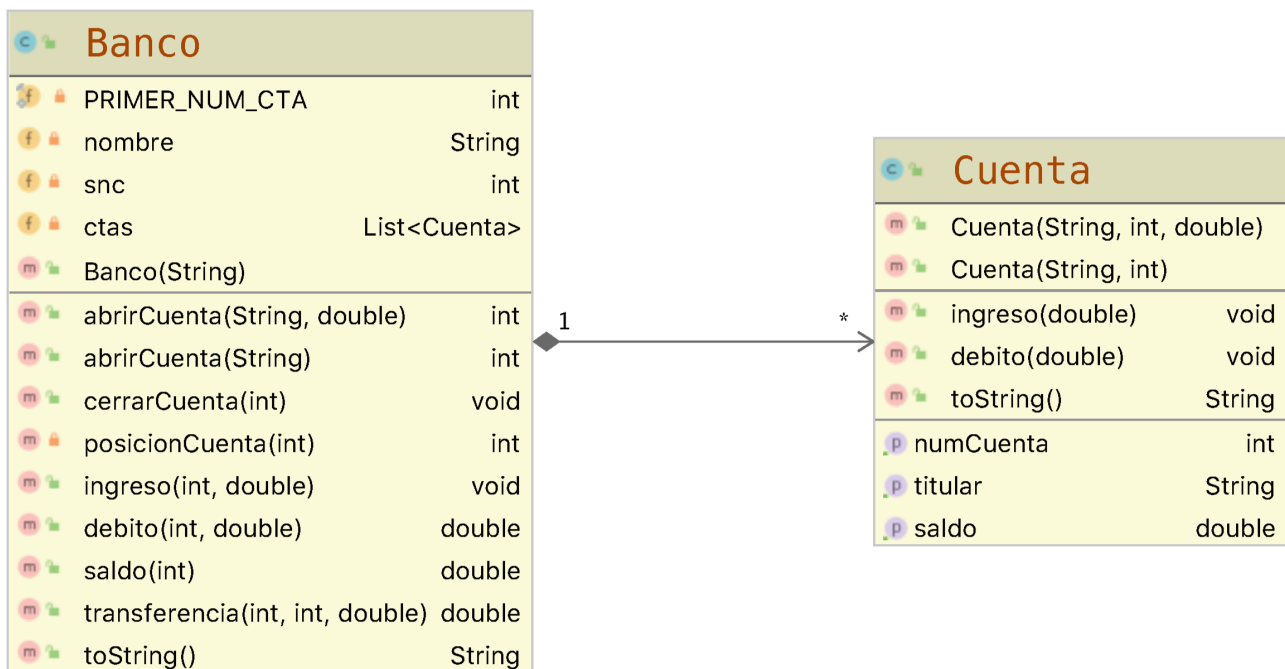 Banco
PRIMER_NUM_CTA int
nombre String
snc int
ctas List<Cuenta>
Banco(String)
abrirCuenta(String, double) int
abrirCuenta(String) int
cerrarCuenta(int) void
posicionCuenta(int) int
ingreso(int, double) void
debito(int, double) double
saldo(int) double
transferencia(int, int, double) double
toString() String
1 *
Cuenta
Cuenta(String, int, double)
Cuenta(String, int)
ingreso(double) void
debito(double) void
toString() String
numCuenta int
titular String
saldo double